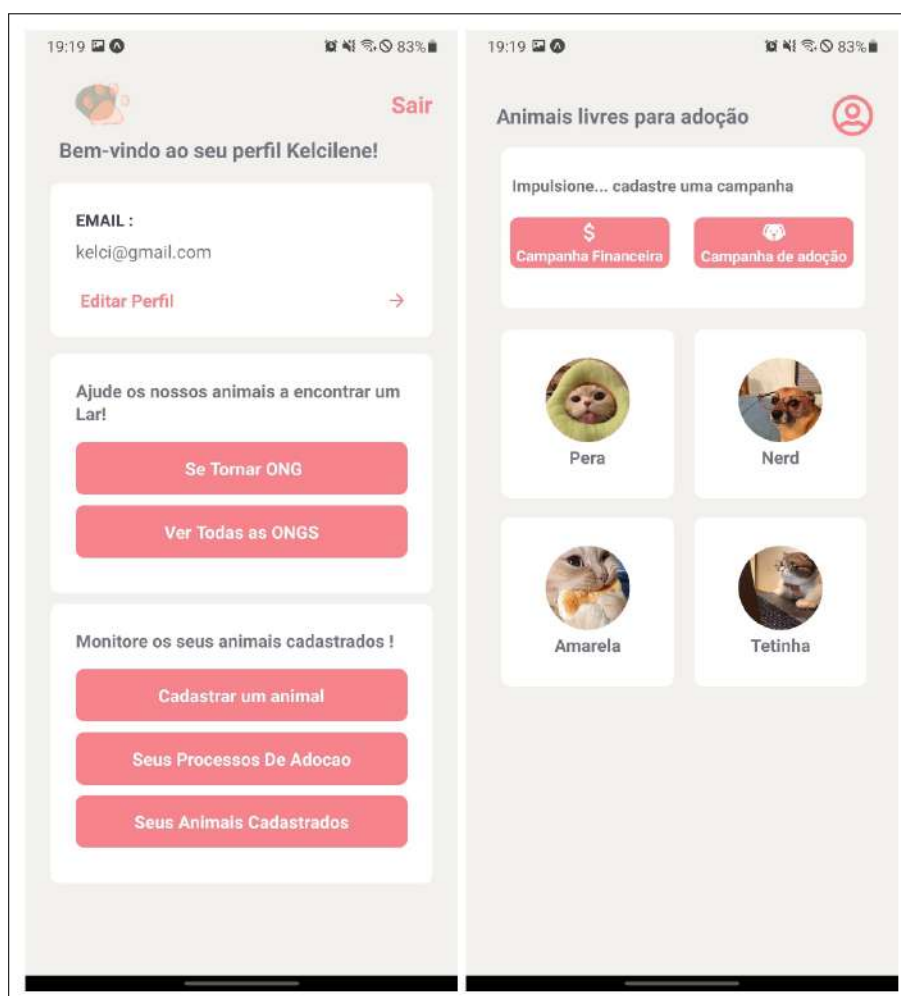 19:19
83%
Sair
Bem-vindo ao seu perfil Kelcilene!
EMAIL :
kelci@gmail.com
Editar Perfil
Ajude os nossos animais a encontrar um
Lar!
Se Tornar ONG
Ver Todas as ONGS
Monitore os seus animais cadastrados !
Cadastrar um animal
Seus Processos De Adocao
Seus Animais Cadastrados
19:19
83%
Animais livres para adoção
Impulsione... cadastre uma campanha
$
Campanha Financeira
Campanha de adoção
Pera
Nerd
Amarela
Tetinha